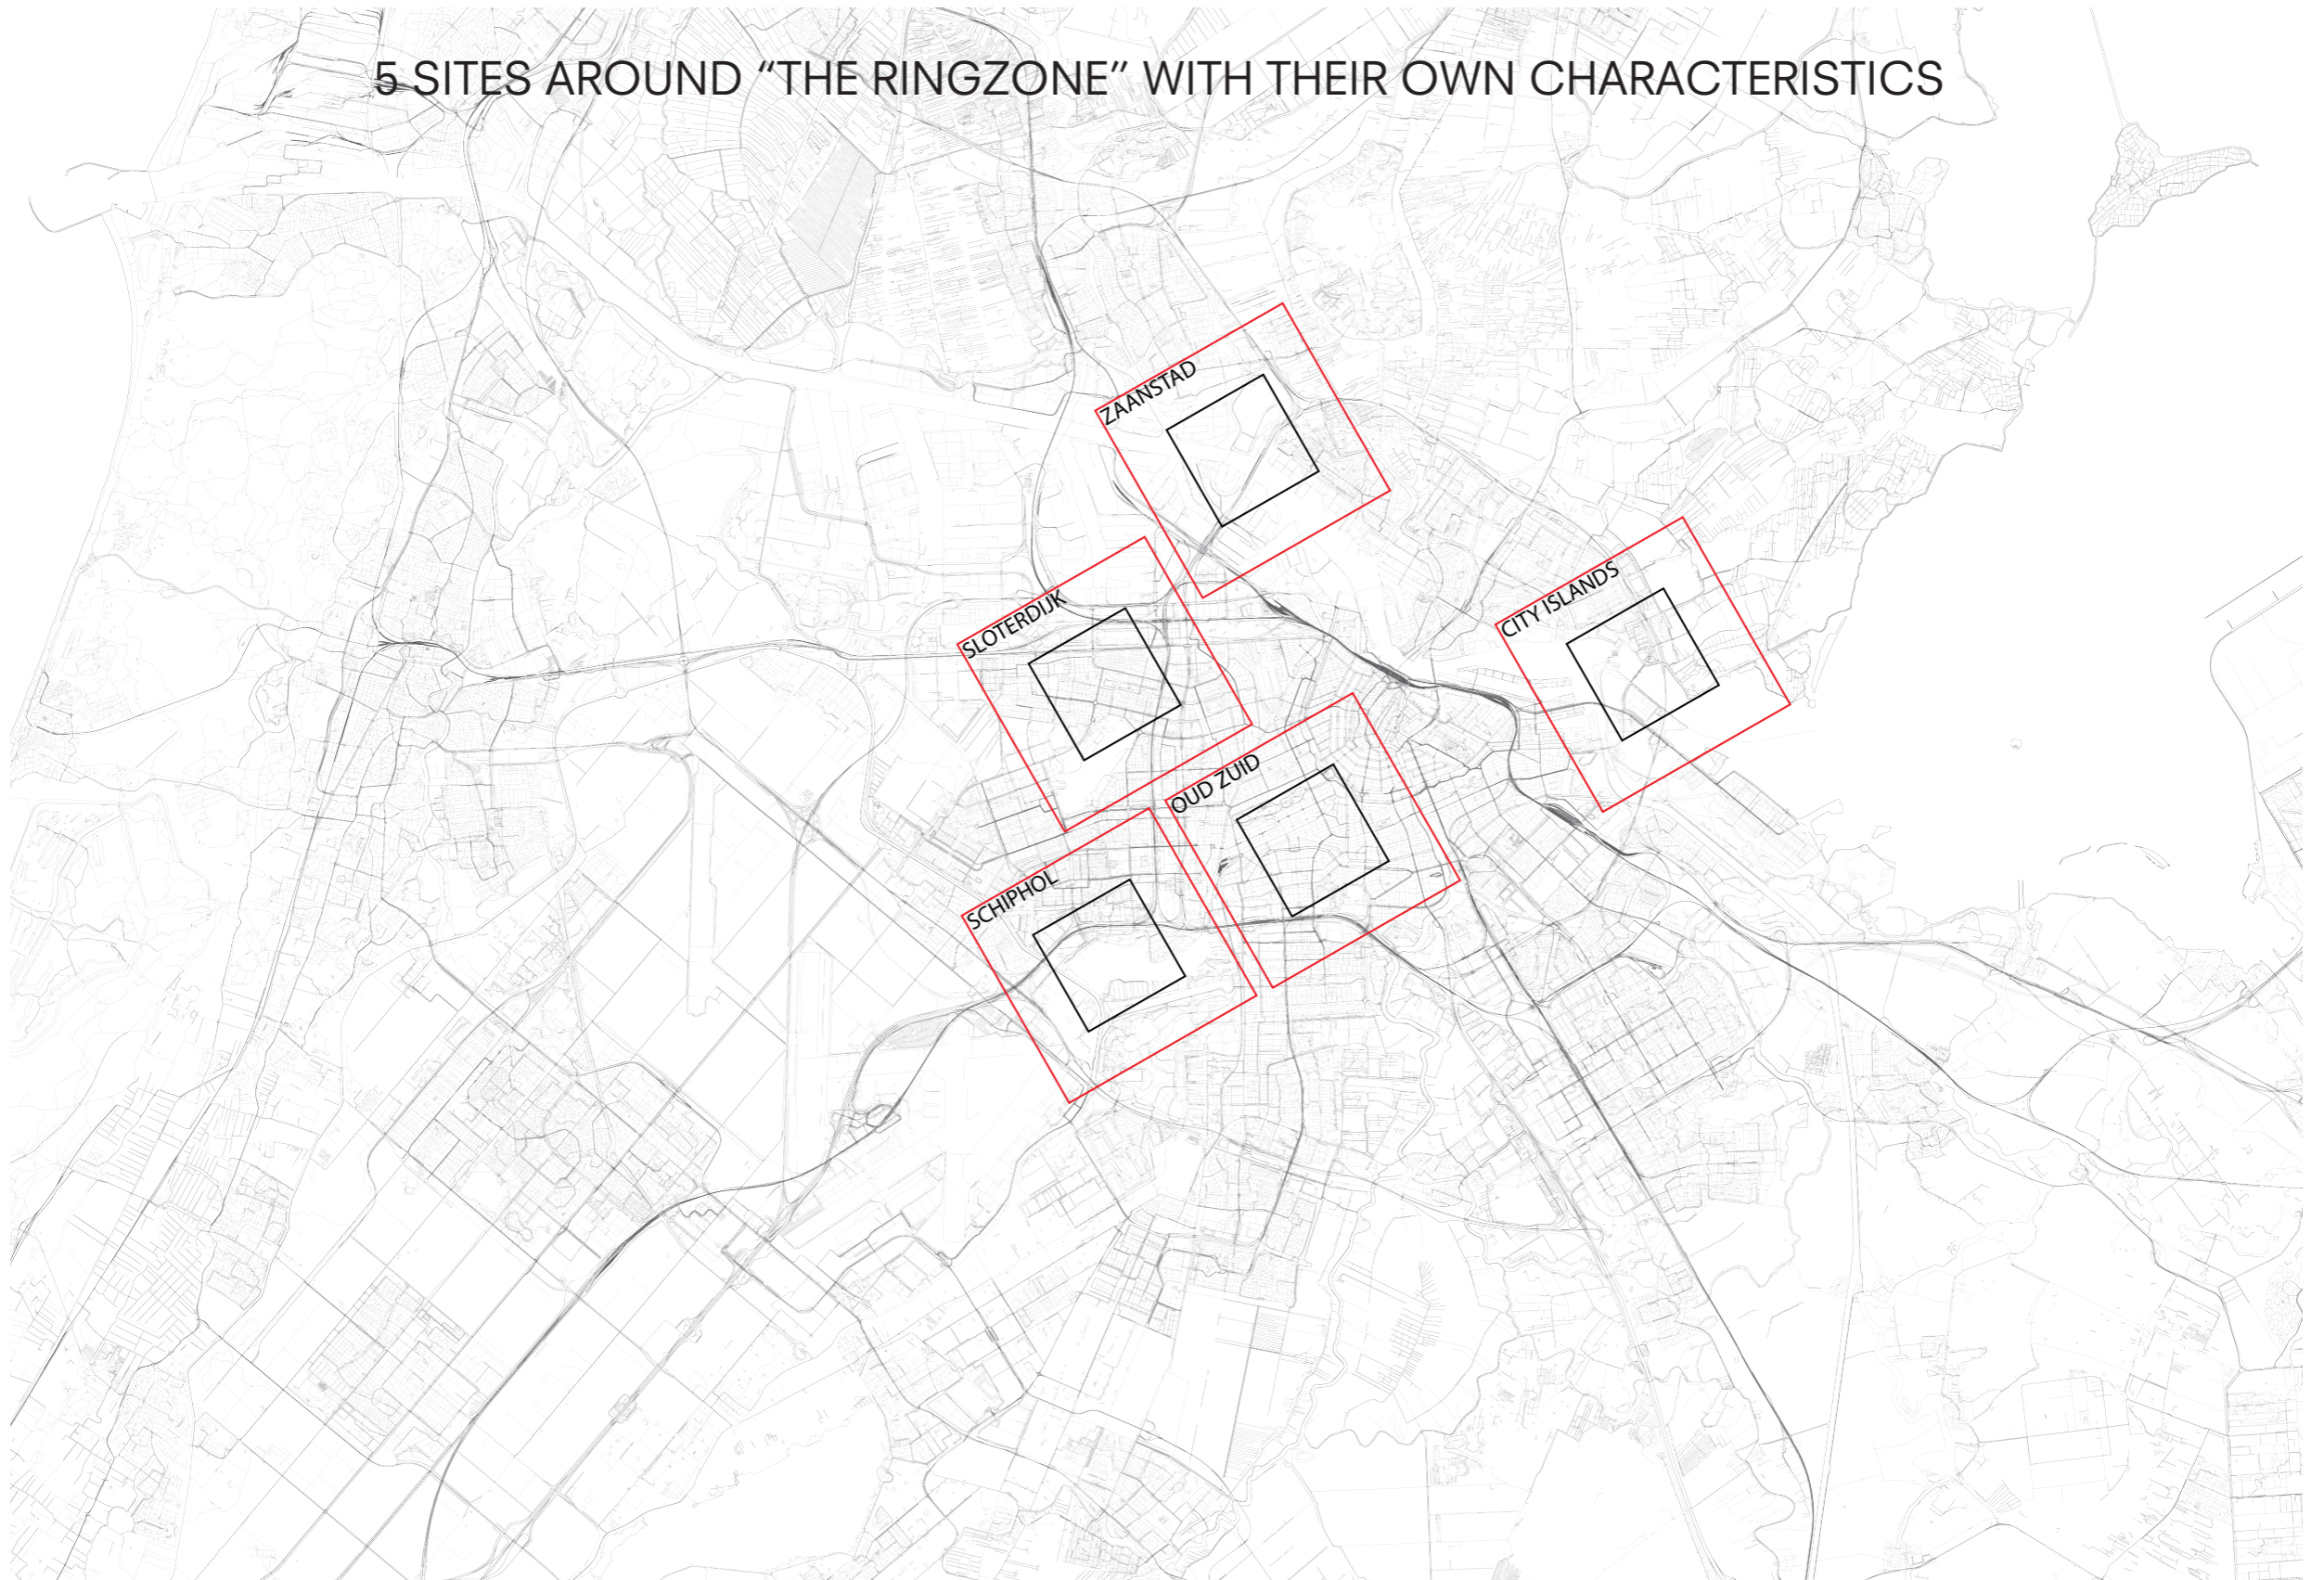 5 SITES AROUND “THE RINGZONE” WITH THEIR OWN CHARACTERISTICS
ZAANSTAD
CITY ISLANDS
SLOTERDIJK
OUD ZUID
SCHIPHOL